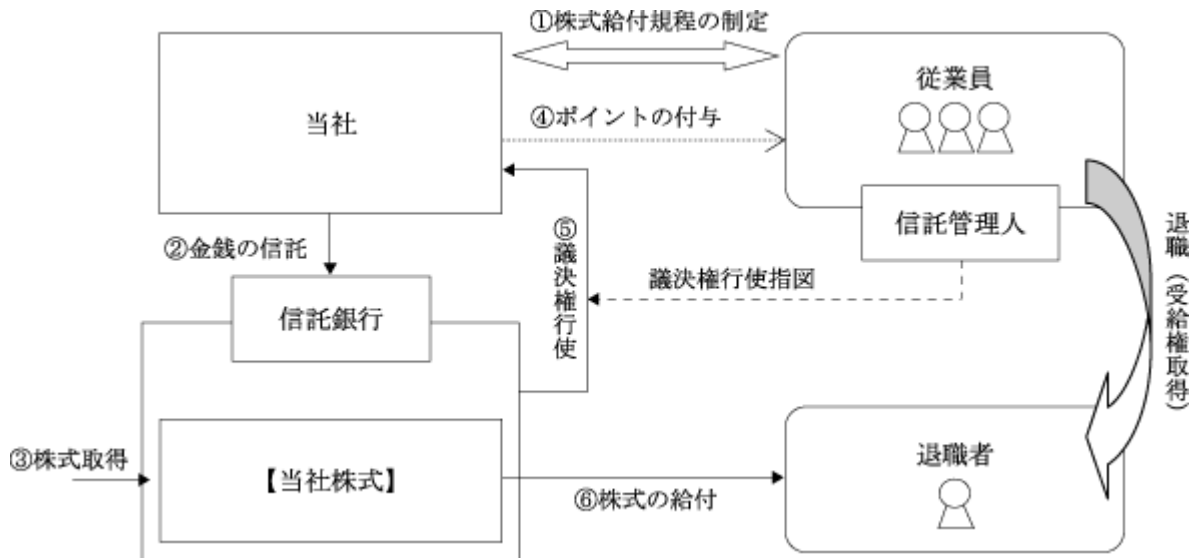 ①株式給付規程の制定
当社
従業員
④ポイントの付与
信託管理人
②金銭の信託
⑤議決権行使
議決権行使指図
退職（受給権取得）
信託銀行
③株式取得
【当社株式】
⑥株式の給付
退職者